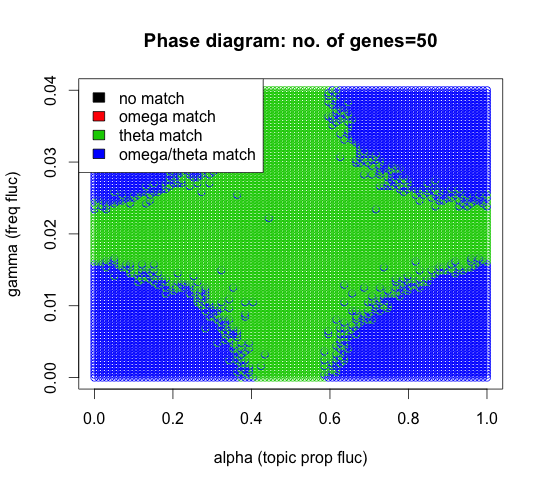 Phase diagram: no. of genes=50
no match
omega match
theta match
omega/theta match
gamma (freq fluc)
0.04
0.03
0.02
0.01
0.00
0.0 0.2 0.4 0.6 0.8 1.0
alpha (topic prop fluc)